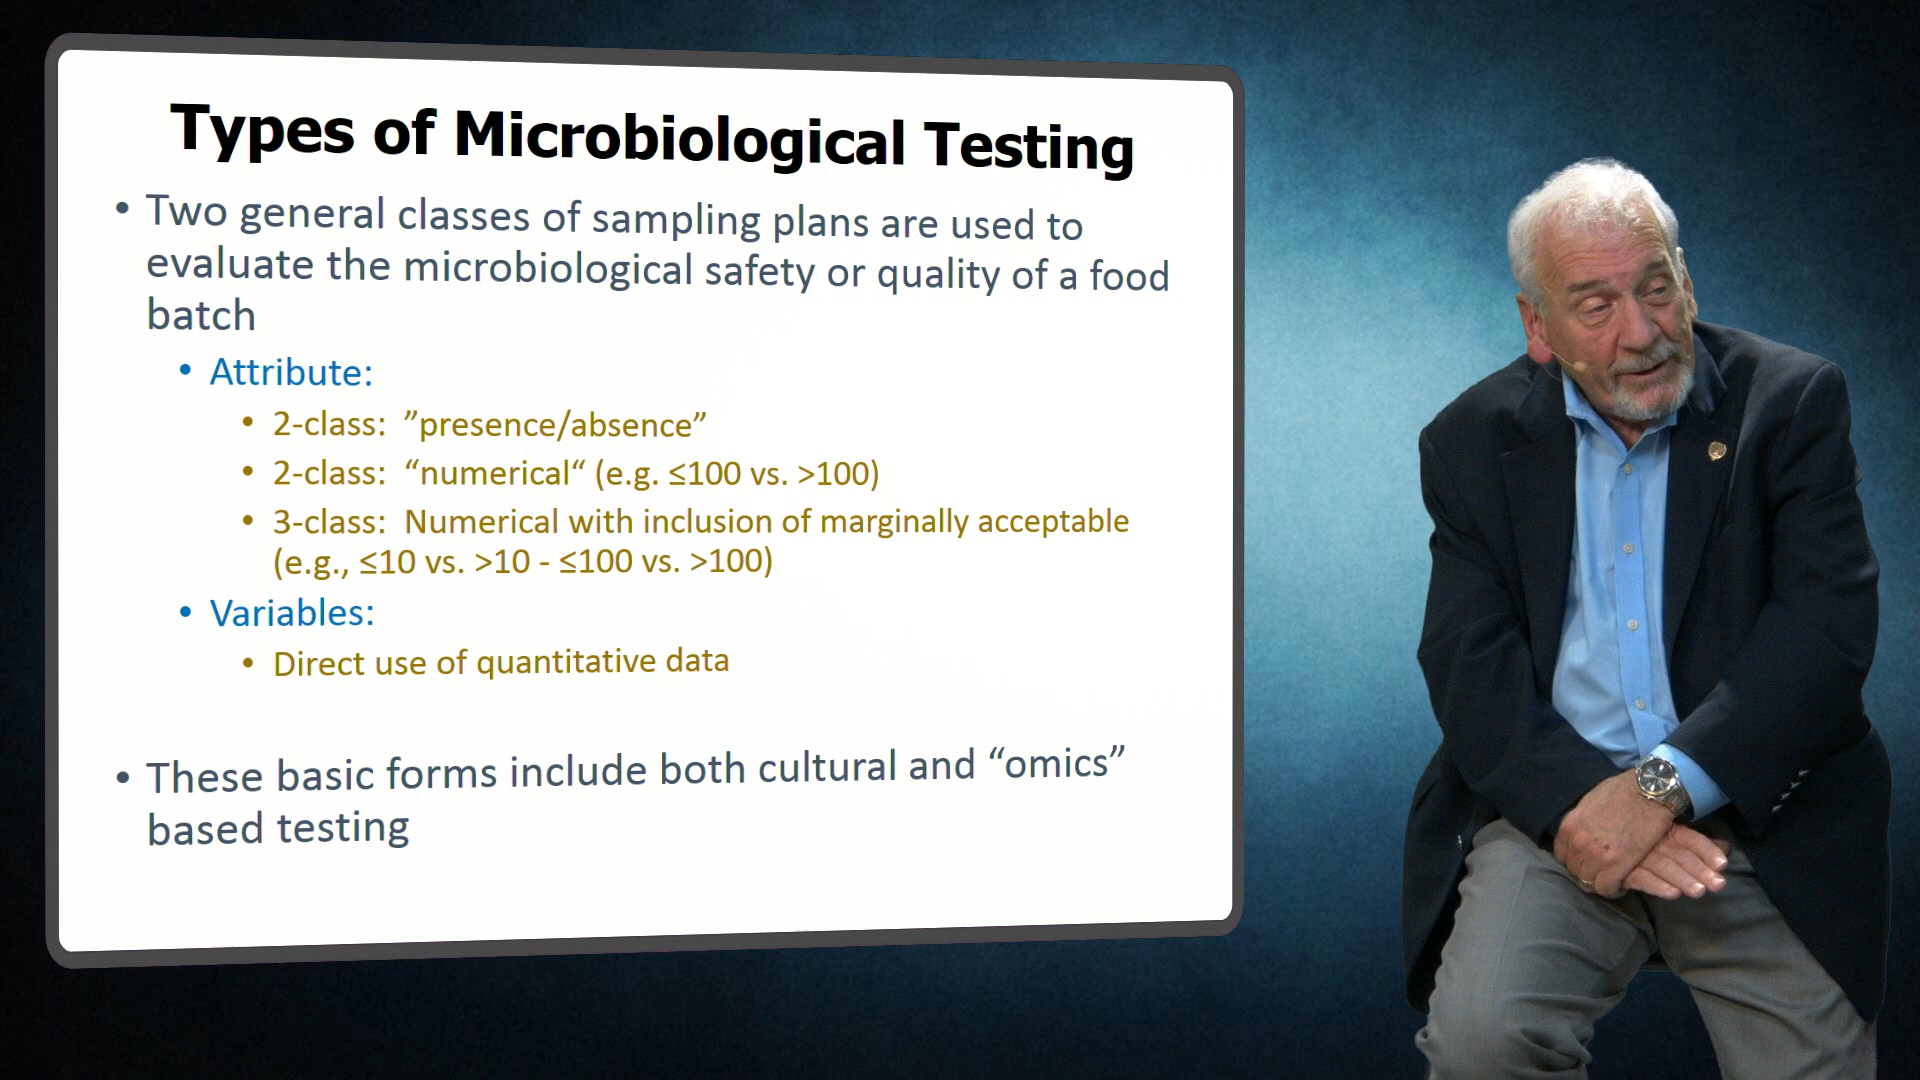 Types of Microbiological Testing
• Two general classes of sampling plans are used to
evaluate the microbiological safety or quality of a food
batch
• Attribute:
• 2-class:  ”presence/absence”
• 2-class:  “numerical“ (e.g. ≤100 vs. >100)
• 3-class:  Numerical with inclusion of marginally acceptable
(e.g., ≤10 vs. >10 - ≤100 vs. >100)
• Variables:
• Direct use of quantitative data
• These basic forms include both cultural and “omics”
based testing